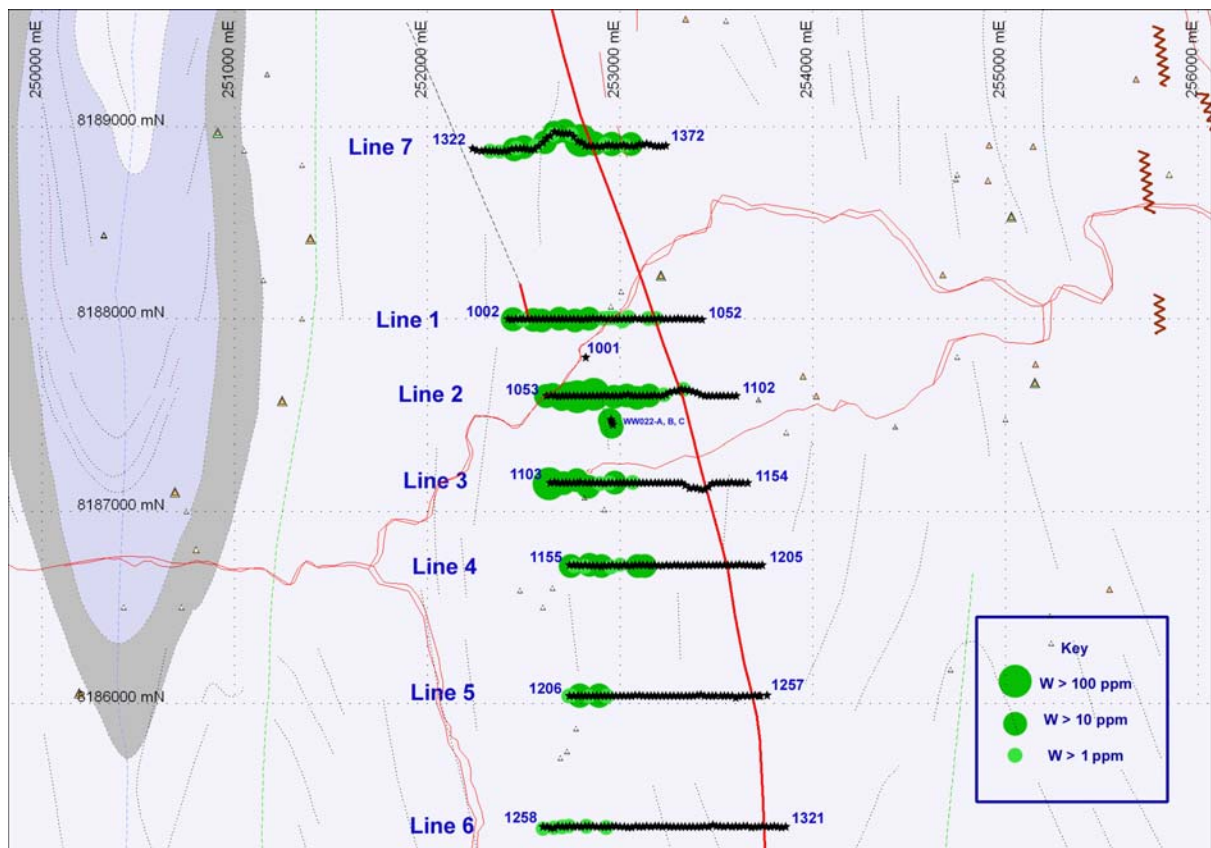 250000 mE
251000 mE
252000 mE
253000 mE
254000 mE
255000 mE
256000 mE
8189000 mN
Line 7
1322
1372
8188000 mN
Line 1
1002
1052
1001
Line 2
1053
1102
WW022-A, B, C
Line 3
1103
1154
8187000 mN
Line 4
1155
1205
Line 5
1206
1257
8186000 mN
Line 6
1258
1321
Key
W > 100 ppm
W > 10 ppm
W > 1 ppm